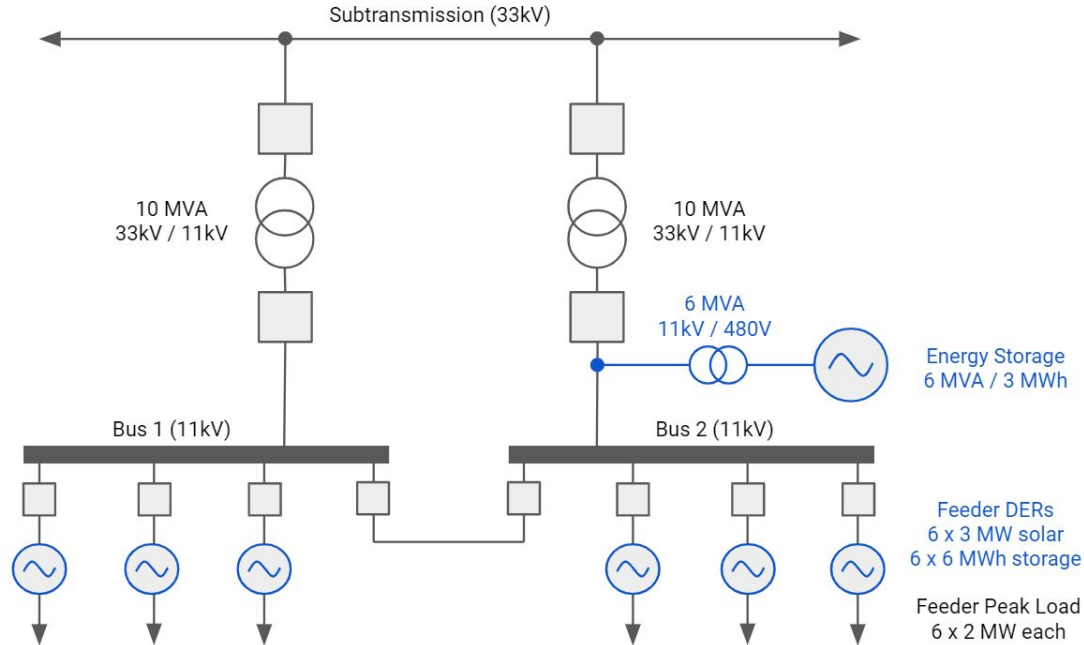 Subtransmission (33kV)
10 MVA
33kV / 11kV
10 MVA
33kV / 11kV
6 MVA
11kV / 480V
Energy Storage
6 MVA / 3 MWh
Bus 1 (11kV)
Bus 2 (11kV)
Feeder DERs
6 x 3 MW solar
6 x 6 MWh storage
Feeder Peak Load
6 x 2 MW each